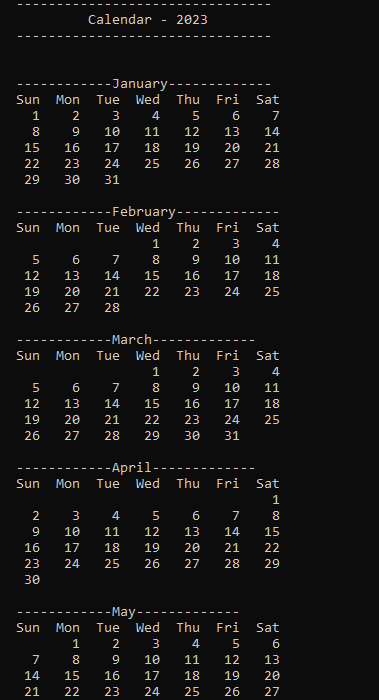 ---------------------------------
Calendar - 2023
---------------------------------
------------January-------------
Sun Mon Tue Wed Thu Fri Sat
1 2 3 4 5 6 7
8 9 10 11 12 13 14
15 16 17 18 19 20 21
22 23 24 25 26 27 28
29 30 31
------------February-------------
Sun Mon Tue Wed Thu Fri Sat
1 2 3 4
5 6 7 8 9 10 11
12 13 14 15 16 17 18
19 20 21 22 23 24 25
26 27 28
------------March-------------
Sun Mon Tue Wed Thu Fri Sat
1 2 3 4
5 6 7 8 9 10 11
12 13 14 15 16 17 18
19 20 21 22 23 24 25
26 27 28 29 30 31
------------April-------------
Sun Mon Tue Wed Thu Fri Sat
1
2 3 4 5 6 7 8
9 10 11 12 13 14 15
16 17 18 19 20 21 22
23 24 25 26 27 28 29
30
------------May-------------
Sun Mon Tue Wed Thu Fri Sat
1 2 3 4 5 6
7 8 9 10 11 12 13
14 15 16 17 18 19 20
21 22 23 24 25 26 27